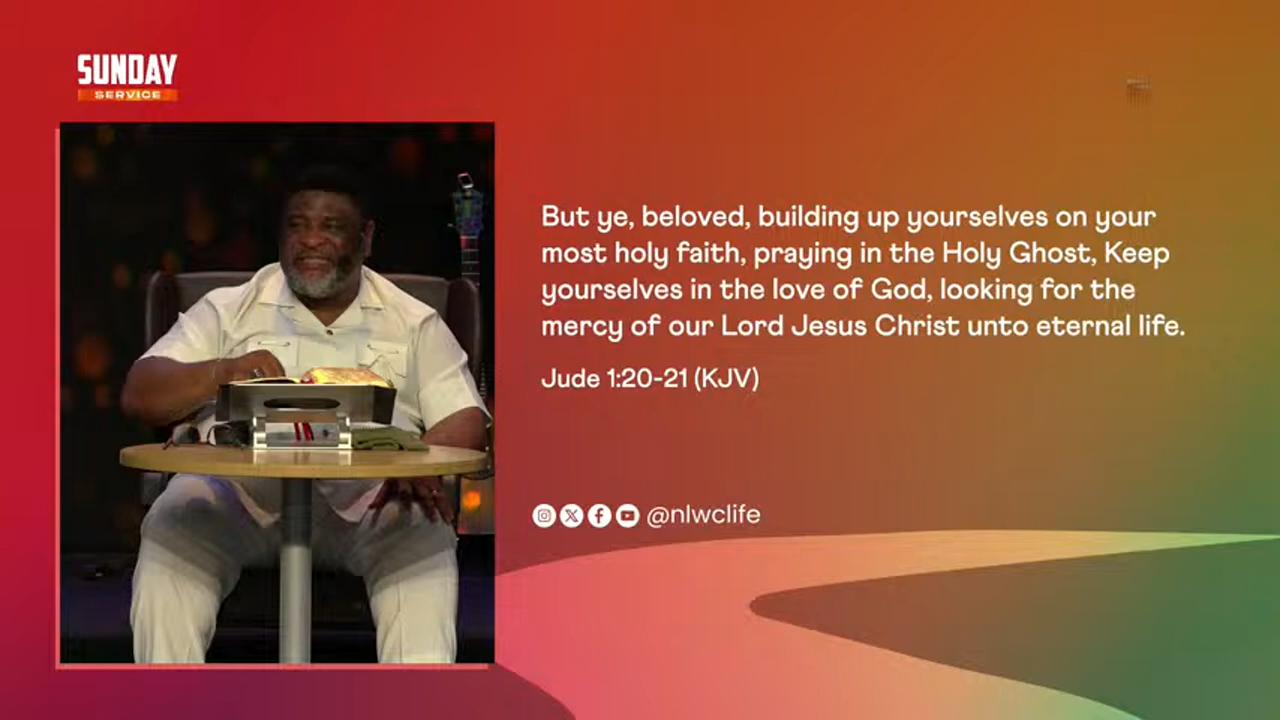 SUNDAY
SERVICE
But ye, beloved, building up yourselves on your
most holy faith, praying in the Holy Ghost, Keep
yourselves in the love of God, looking for the
mercy of our Lord Jesus Christ unto eternal life.
Jude 1:20-21 (KJV)
@nlwclife